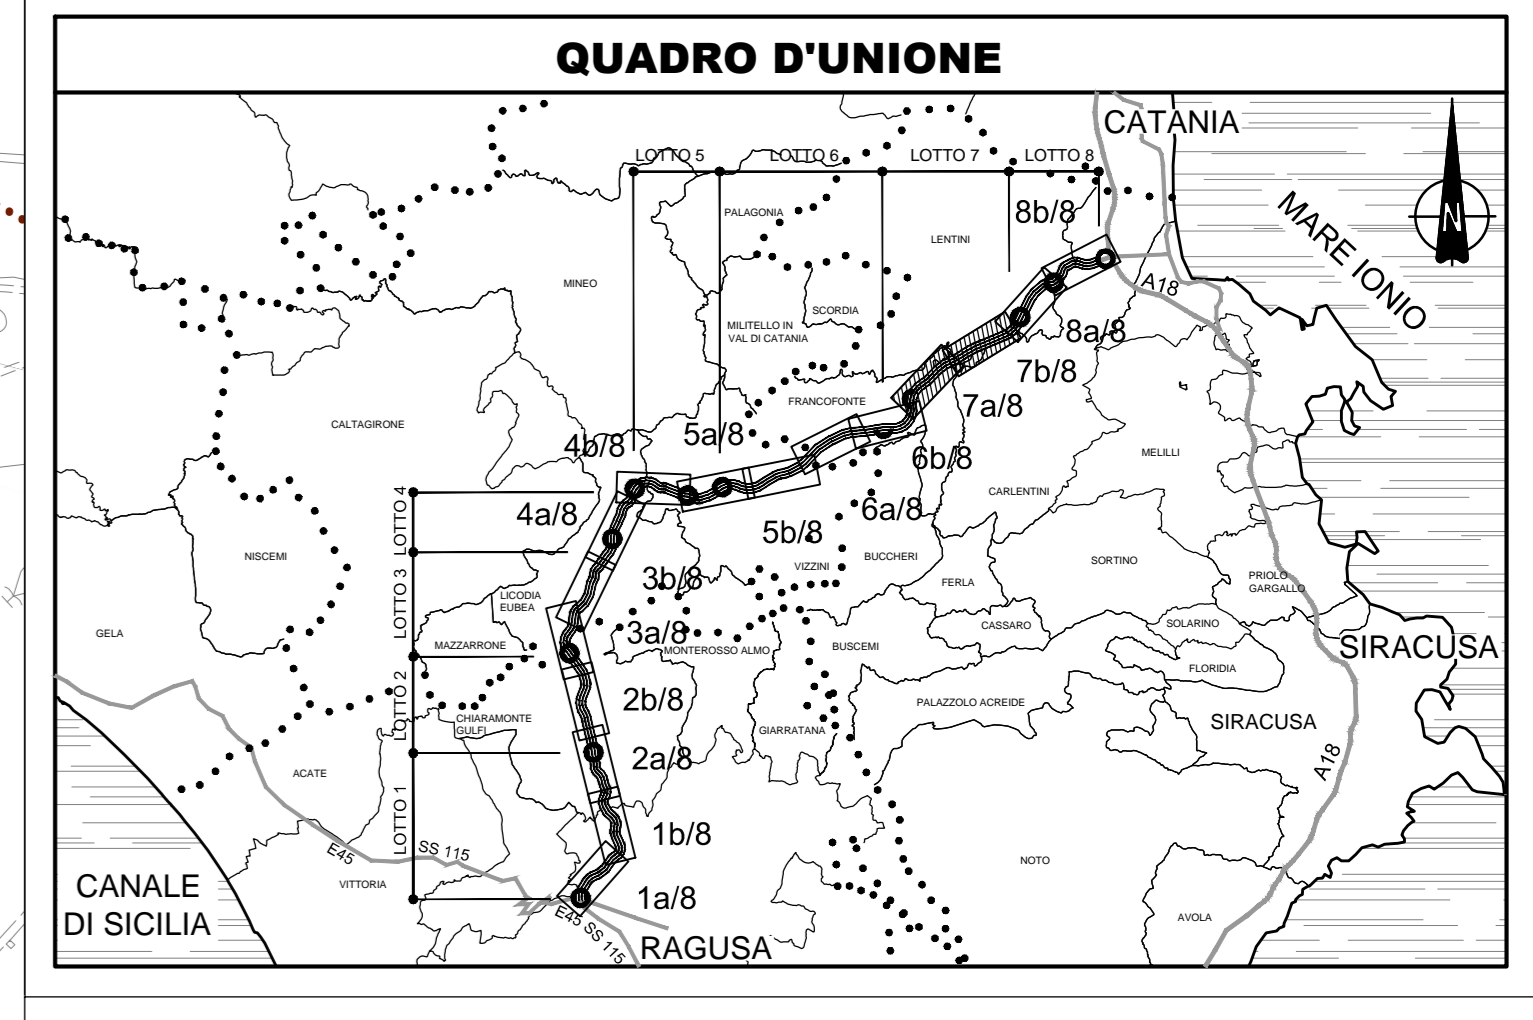 QUADRO D'UNIONE
CATANIA
LOTTO 5
LOTTO 6
LOTTO 7
LOTTO 8
PALAGONIA
8b/8
MARE IONIO
N
LENTINI
MINEO
A18
SCORDIA
MILITELLO IN
VAL DI CATANIA
8a/8
7b/8
FRANCOFONTE
7a/8
CALTAGIRONE
4b/8
5a/8
6b/8
MELILLI
CARLENTINI
LOTTO 4
4a/8
6a/8
5b/8
NISCEMI
VIZZINI
BUCCHERI
SORTINO
FERLA
PRIOLO
GARGALLO
3b/8
LOTTO 3
LICODIA
EUBEA
GELA
CASSARO
SOLARINO
3a/8
MAZZARRONE
MONTEROSSO ALMO
BUSCEMI
SIRACUSA
FLORIDIA
LOTTO 2
2b/8
PALAZZOLO ACREIDE
CHIARAMONTE
GULFI
GIARRATANA
SIRACUSA
2a/8
A18
ACATE
LOTTO 1
1b/8
E45
SS 115
NOTO
VITTORIA
CANALE
DI SICILIA
1a/8
E45 SS 115
AVOLA
RAGUSA